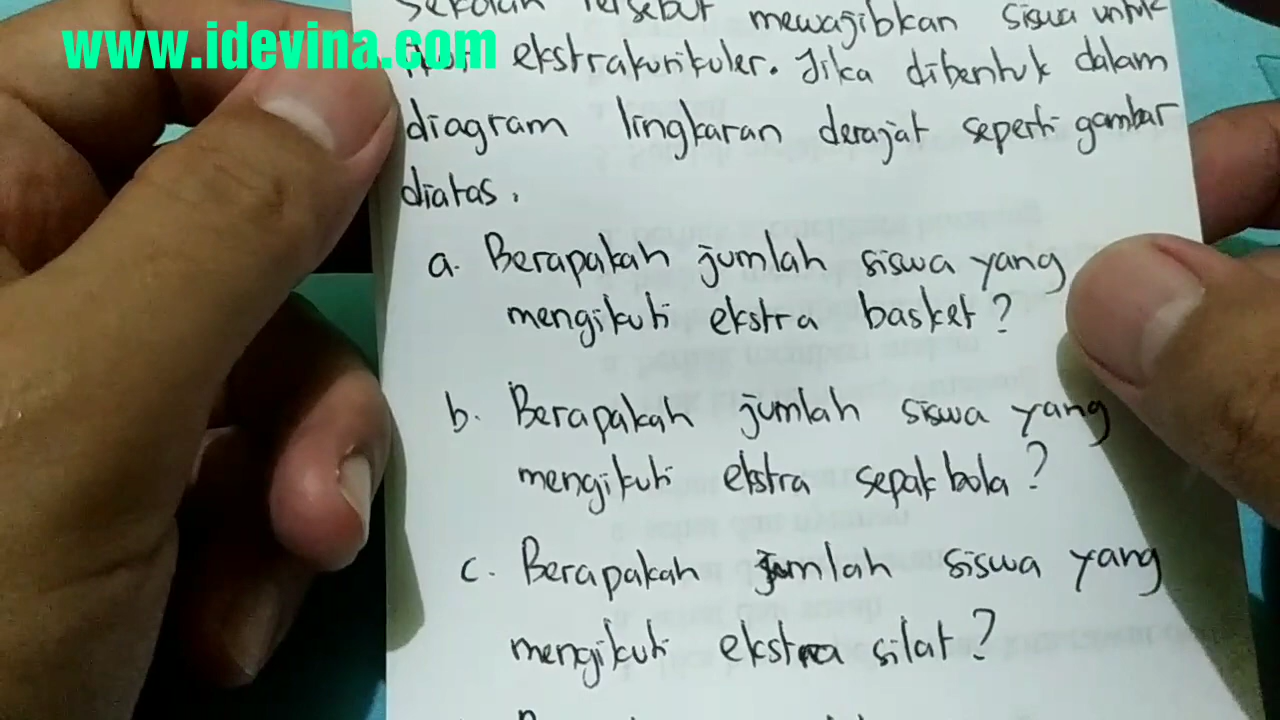 www.idevina.com
sekolah tersebut mewajibkan siswa untuk
ekstrakurikuler. Jika dibentuk dalam
diagram lingkaran derajat seperti gambar
diatas.
a. Berapakah jumlah siswa yang
mengikuti ekstra basket?
b. Berapakah jumlah siswa yang
mengikuti ekstra sepak bola?
c. Berapakah jumlah siswa yang
mengikuti ekstra silat?